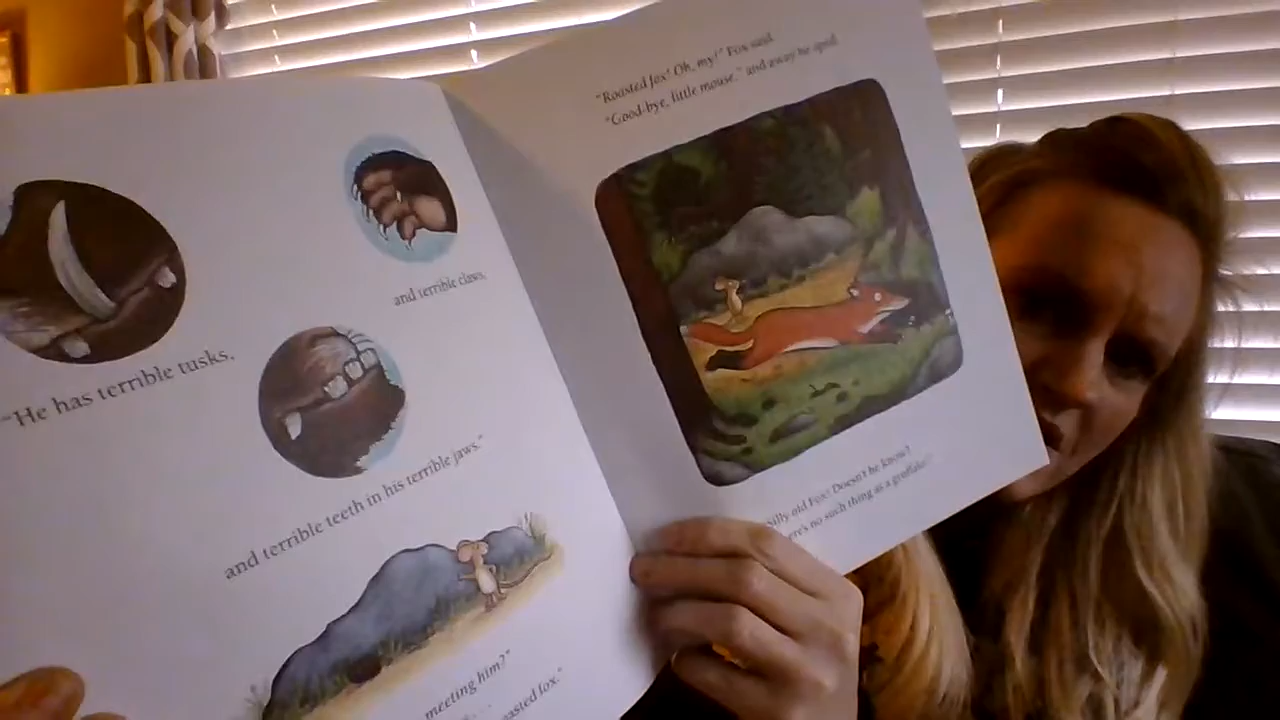 "He has terrible tusks,
and terrible claws,
and terrible teeth in his terrible jaws."
meeting him?"
roasted fox."
"Roasted fox! Oh, my!" Fox said.
"Good-bye, little mouse," and away he sped.
Silly old Fox! Doesn't he know?
there's no such thing as a gruffalo."